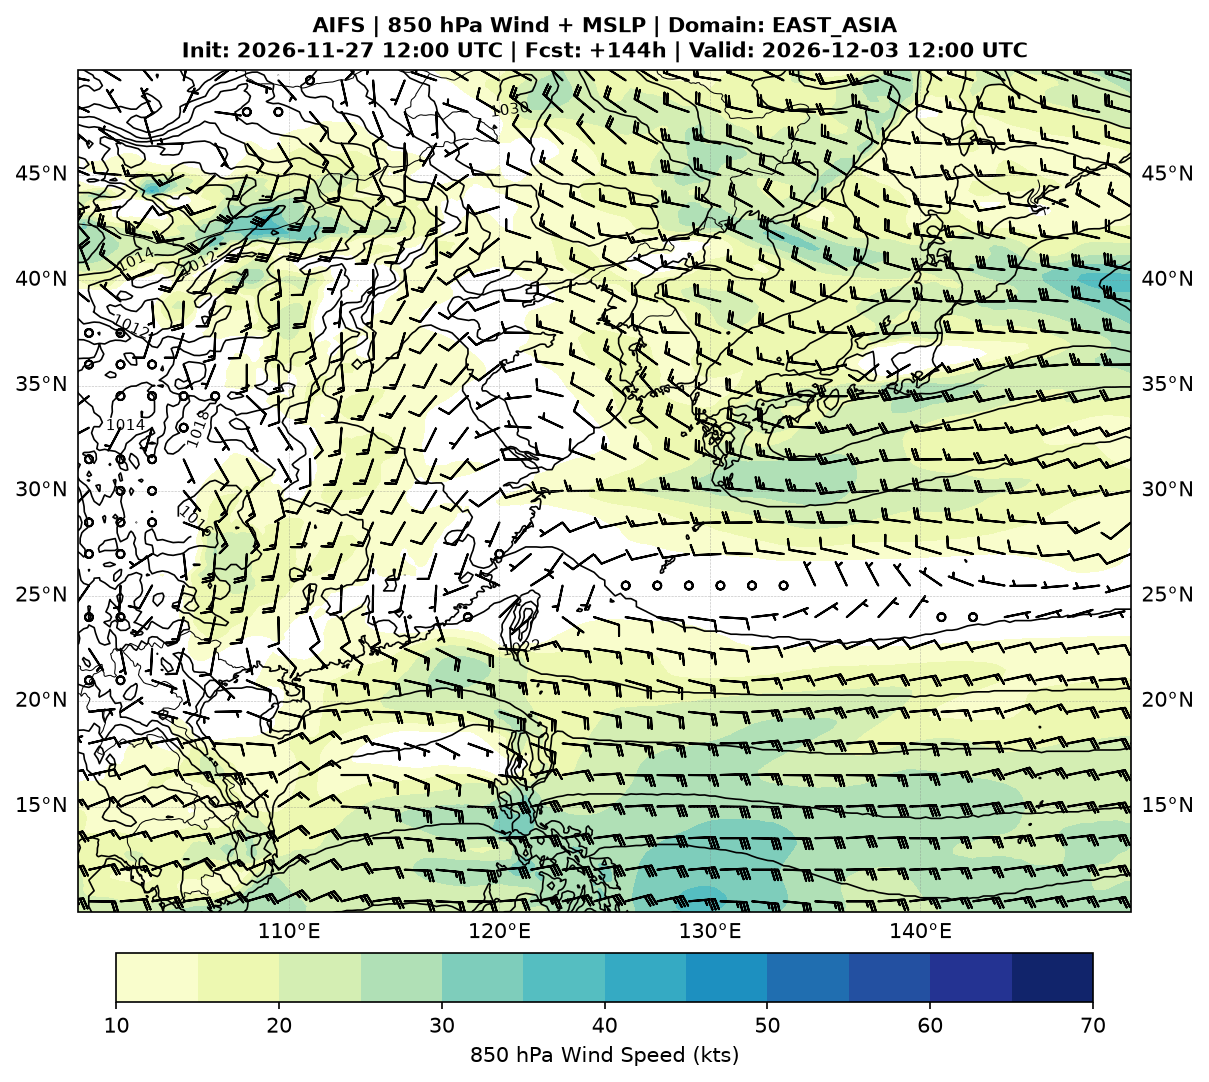 AIFS | 850 hPa Wind + MSLP | Domain: EAST_ASIA
Init: 2026-11-27 12:00 UTC | Fcst: +144h | Valid: 2026-12-03 12:00 UTC
1030
45°N 45°N
1014 1012
40°N 40°N
1012
35°N 35°N
1014 1018
30°N 30°N
25°N 25°N
1022
20°N 20°N
15°N 15°N
110°E 120°E 130°E 140°E
10 20 30 40 50 60 70
850 hPa Wind Speed (kts)